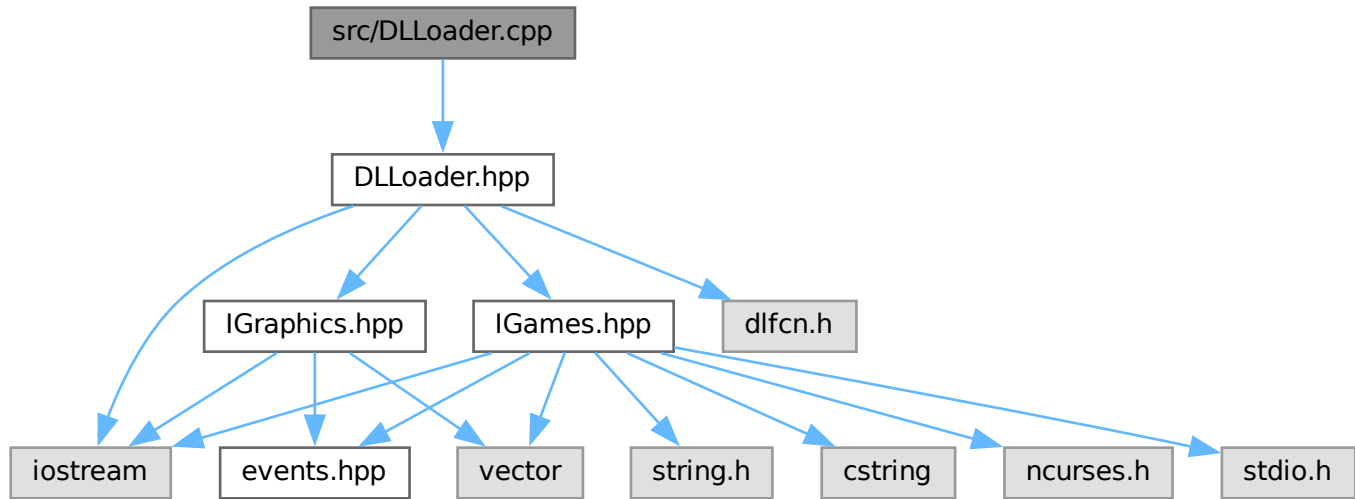 src/DLLoader.cpp
DLLoader.hpp
IGraphics.hpp
IGames.hpp
dlfcn.h
iostream
events.hpp
vector
string.h
cstring
ncurses.h
stdio.h